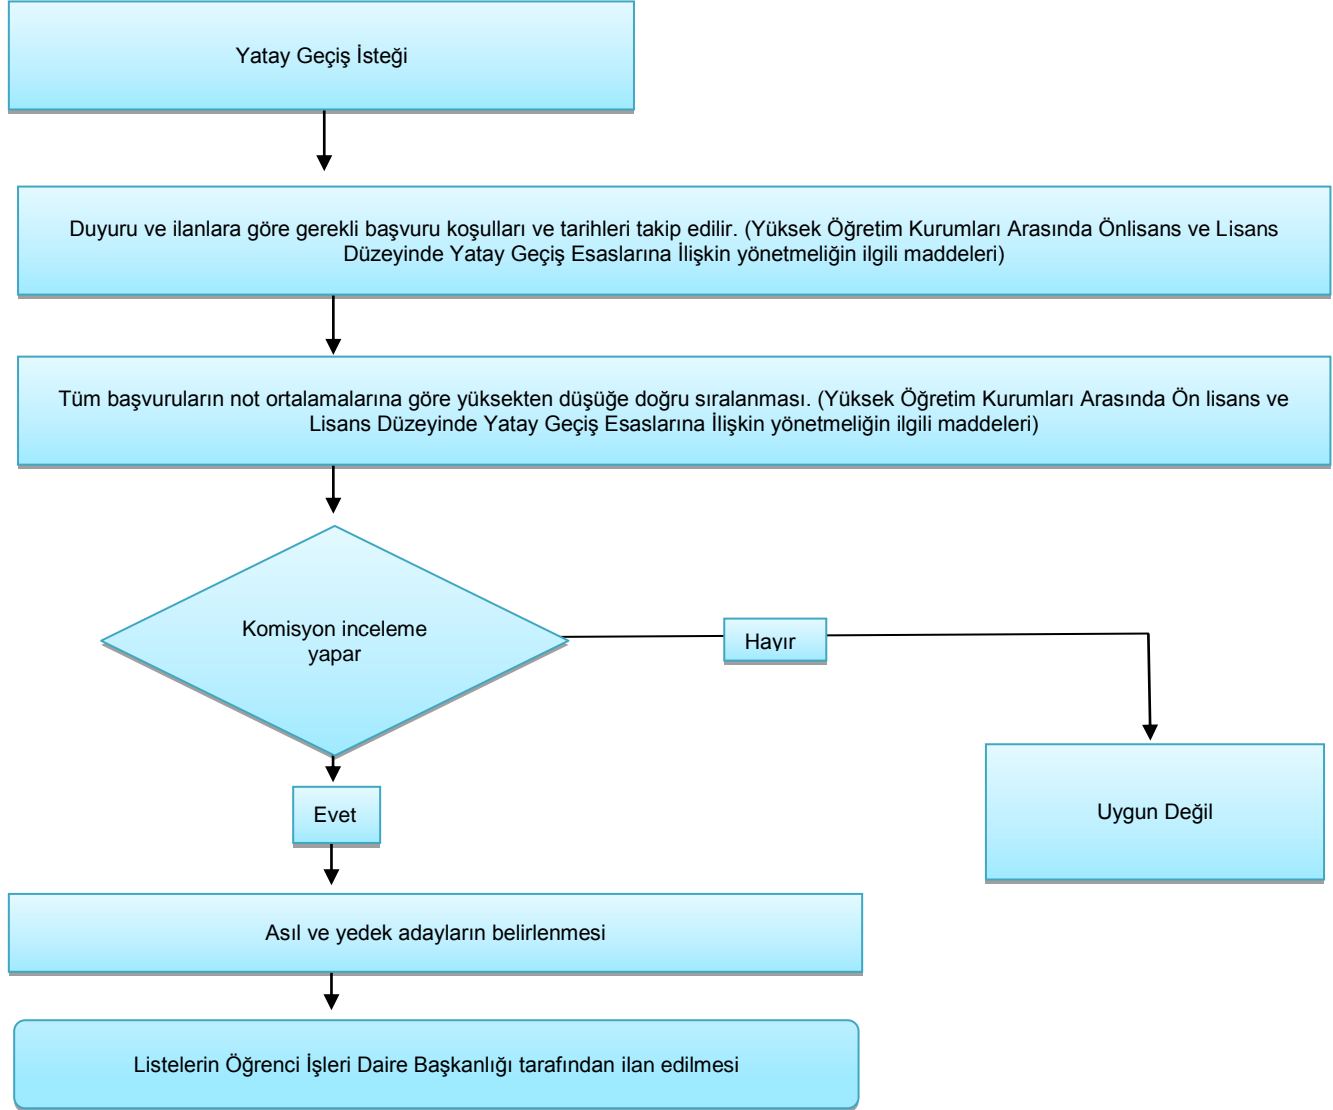 Yatay Geçiş İsteği
Duyuru ve ilanlara göre gerekli başvuru koşulları ve tarihleri takip edilir. (Yüksek Öğretim Kurumları Arasında Önlisans ve Lisans
Düzeyinde Yatay Geçiş Esaslarına İlişkin yönetmeliğin ilgili maddeleri)
Tüm başvuruların not ortalamalarına göre yüksekten düşüğe doğru sıralanması. (Yüksek Öğretim Kurumları Arasında Ön lisans ve
Lisans Düzeyinde Yatay Geçiş Esaslarına İlişkin yönetmeliğin ilgili maddeleri)
Komisyon inceleme
yapar
Hayır
Evet
Uygun Değil
Asıl ve yedek adayların belirlenmesi
Listelerin Öğrenci İşleri Daire Başkanlığı tarafından ilan edilmesi